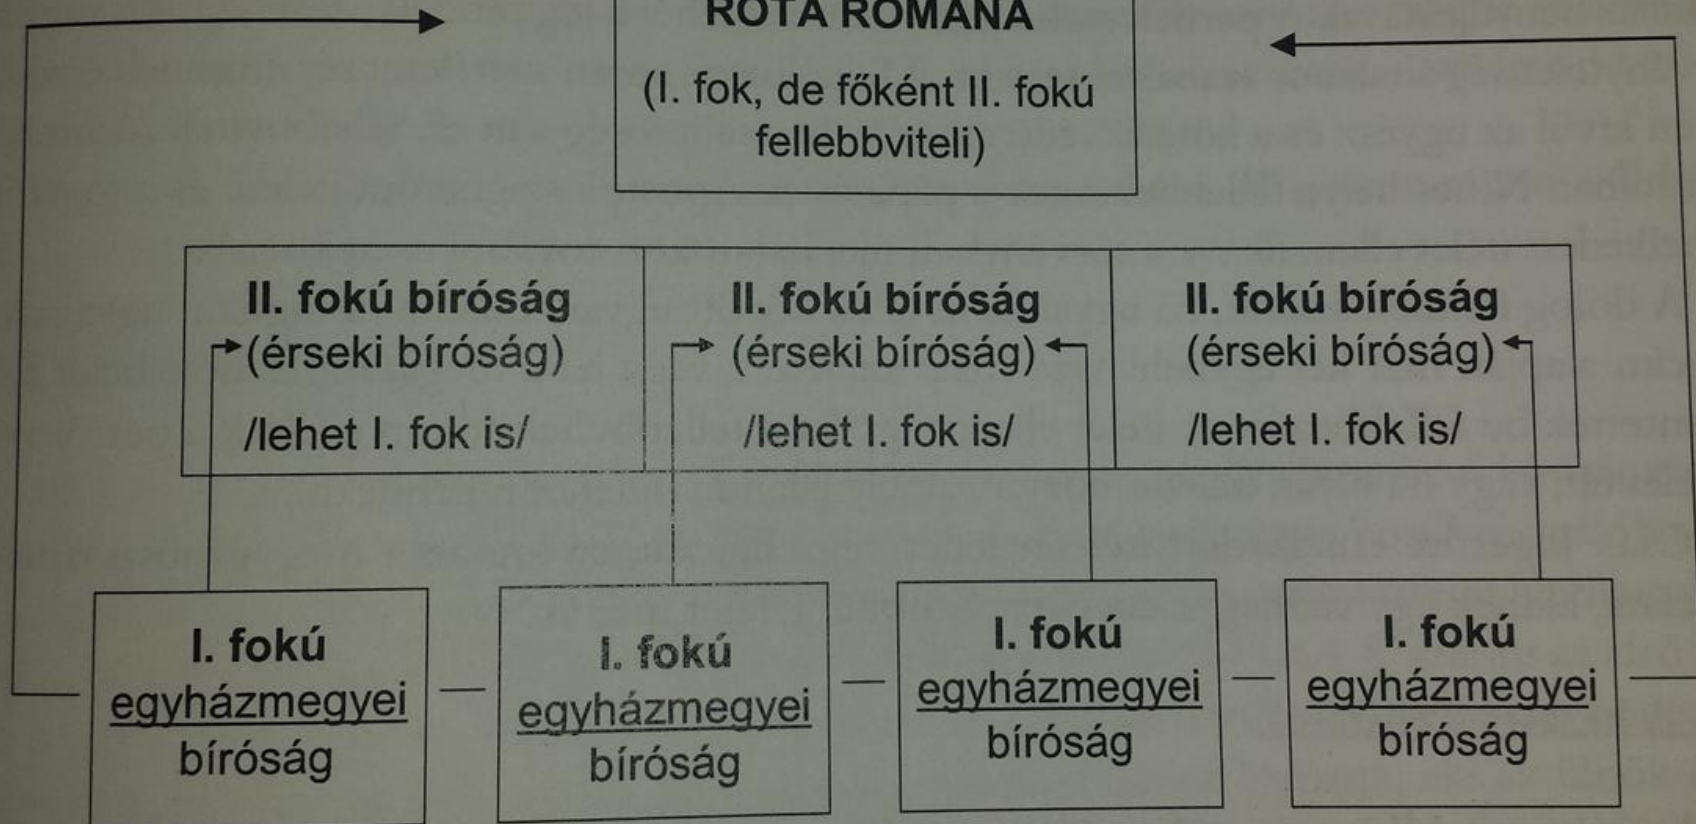 ROTA ROMANA
(I. fok, de főként II. fokú
fellebbviteli)
II. fokú bíróság
(érseki bíróság)
/lehet I. fok is/
II. fokú bíróság
(érseki bíróság)
/lehet I. fok is/
II. fokú bíróság
(érseki bíróság)
/lehet I. fok is/
I. fokú
egyházmegyei
bíróság
I. fokú
egyházmegyei
bíróság
I. fokú
egyházmegyei
bíróság
I. fokú
egyházmegyei
bíróság